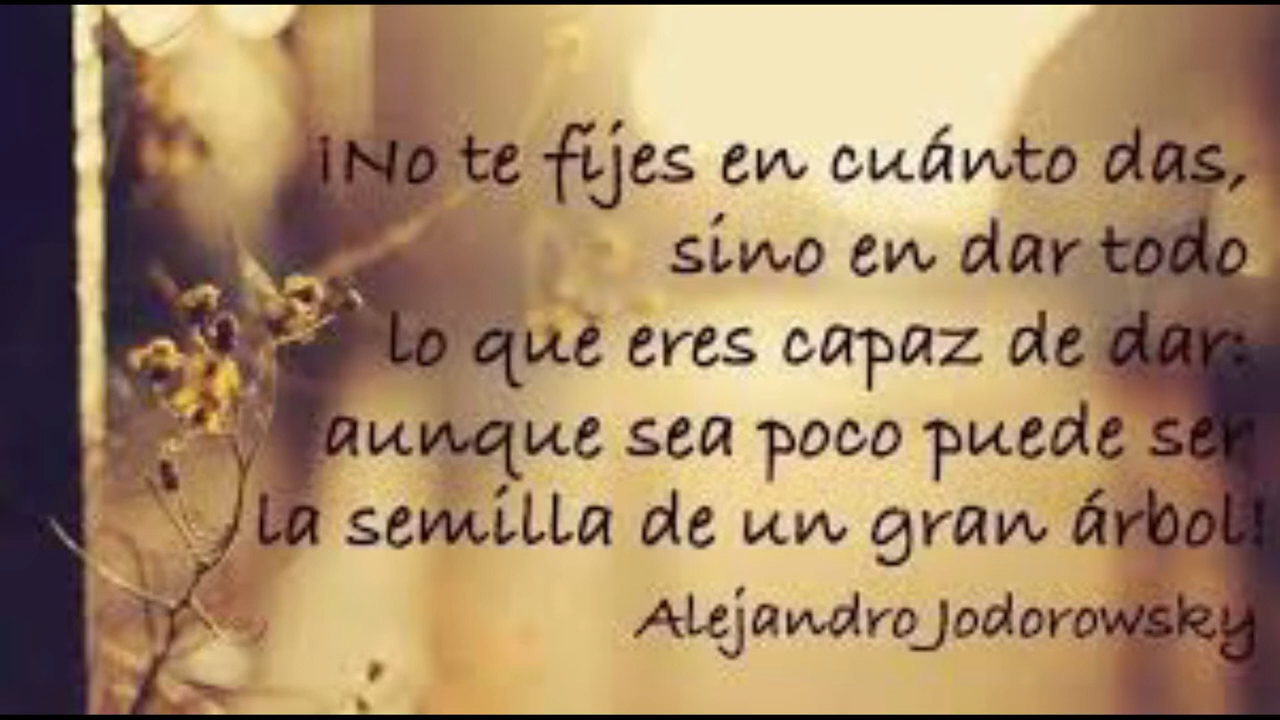 ¡No te fijes en cuánto das,
sino en dar todo
lo que eres capaz de dar:
aunque sea poco puede ser
la semilla de un gran árbol!
Alejandro Jodorowsky